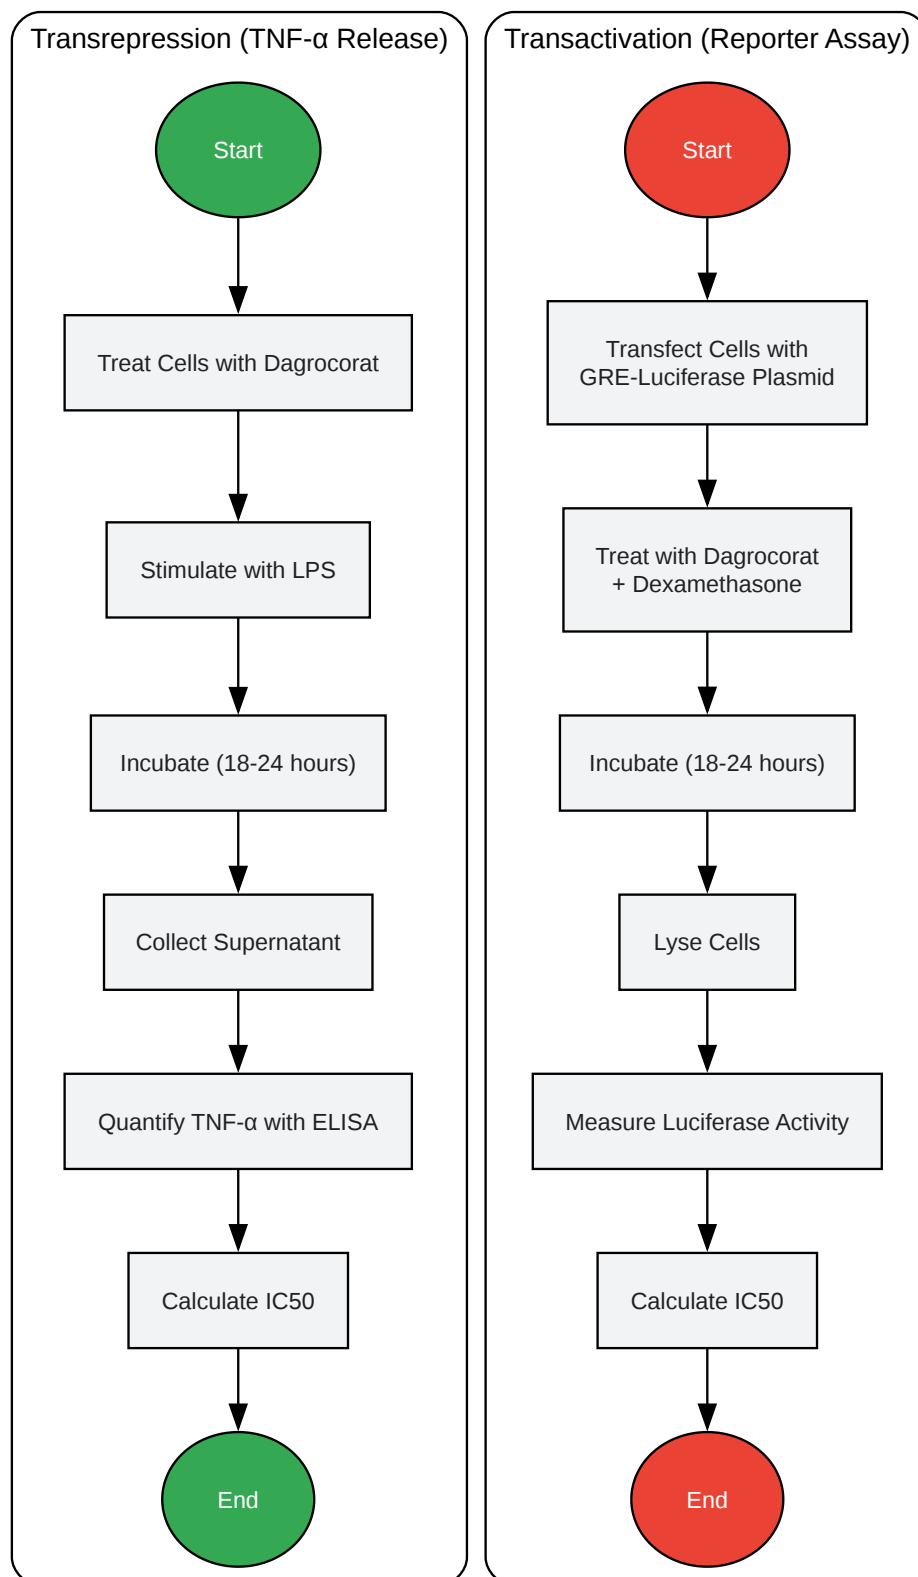 Transrepression (TNF-α Release)
Start
Treat Cells with Dagrocorat
Stimulate with LPS
Incubate (18-24 hours)
Collect Supernatant
Quantify TNF-α with ELISA
Calculate IC50
End
Transactivation (Reporter Assay)
Start
Transfect Cells with
GRE-Luciferase Plasmid
Treat with Dagrocorat
+ Dexamethasone
Incubate (18-24 hours)
Lyse Cells
Measure Luciferase Activity
Calculate IC50
End